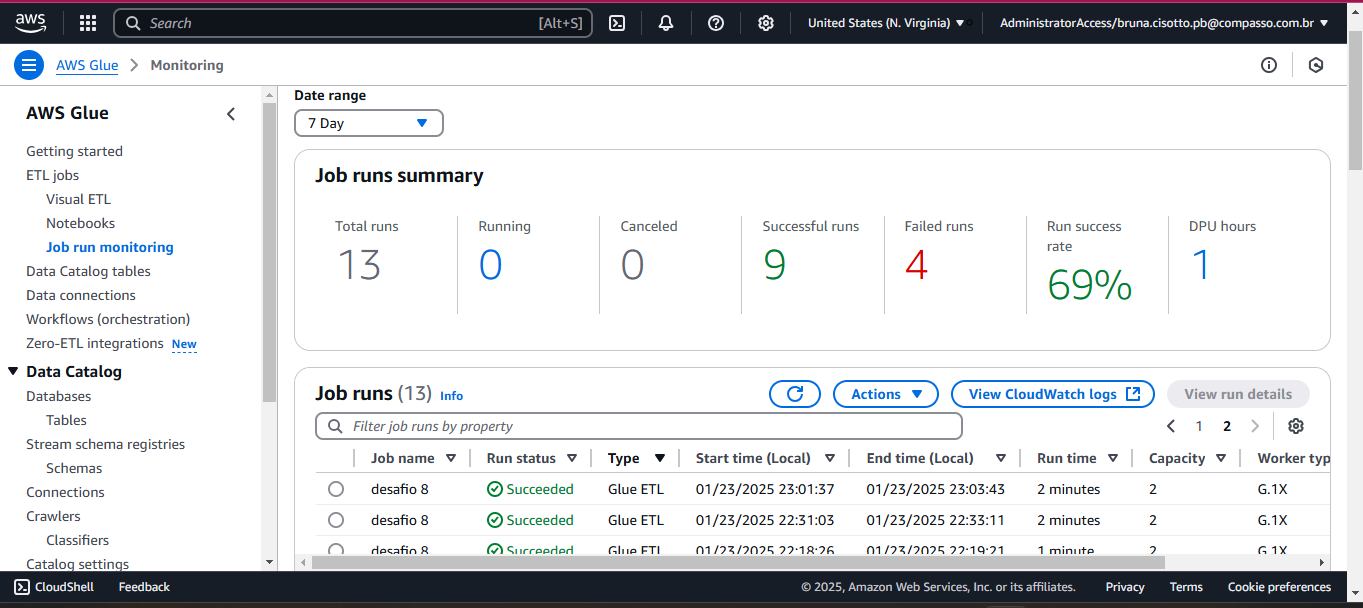 aws
Search [Alt+S]
United States (N. Virginia)
AdministratorAccess/bruna.cisotto.pb@compasso.com.br
AWS Glue
Monitoring
AWS Glue
Getting started
ETL jobs
Visual ETL
Notebooks
Job run monitoring
Data Catalog tables
Data connections
Workflows (orchestration)
Zero-ETL integrations New
Data Catalog
Databases
Tables
Stream schema registries
Schemas
Connections
Crawlers
Classifiers
Catalog settings
Date range
7 Day
Job runs summary
Total runs
13
Running
0
Canceled
0
Successful runs
9
Failed runs
4
Run success
rate
69%
DPU hours
1
Job runs (13) Info
Actions
View CloudWatch logs
View run details
Filter job runs by property
1 2
Job name Run status Type Start time (Local) End time (Local) Run time Capacity Worker typ
desafio 8 Succeeded Glue ETL 01/23/2025 23:01:37 01/23/2025 23:03:43 2 minutes 2 G.1X
desafio 8 Succeeded Glue ETL 01/23/2025 22:31:03 01/23/2025 22:33:11 2 minutes 2 G.1X
desafio 8 Succeeded Glue ETL 01/23/2025 22:18:26 01/23/2025 22:19:21 1 minute 2 G.1X
CloudShell
Feedback
© 2025, Amazon Web Services, Inc. or its affiliates.
Privacy
Terms
Cookie preferences